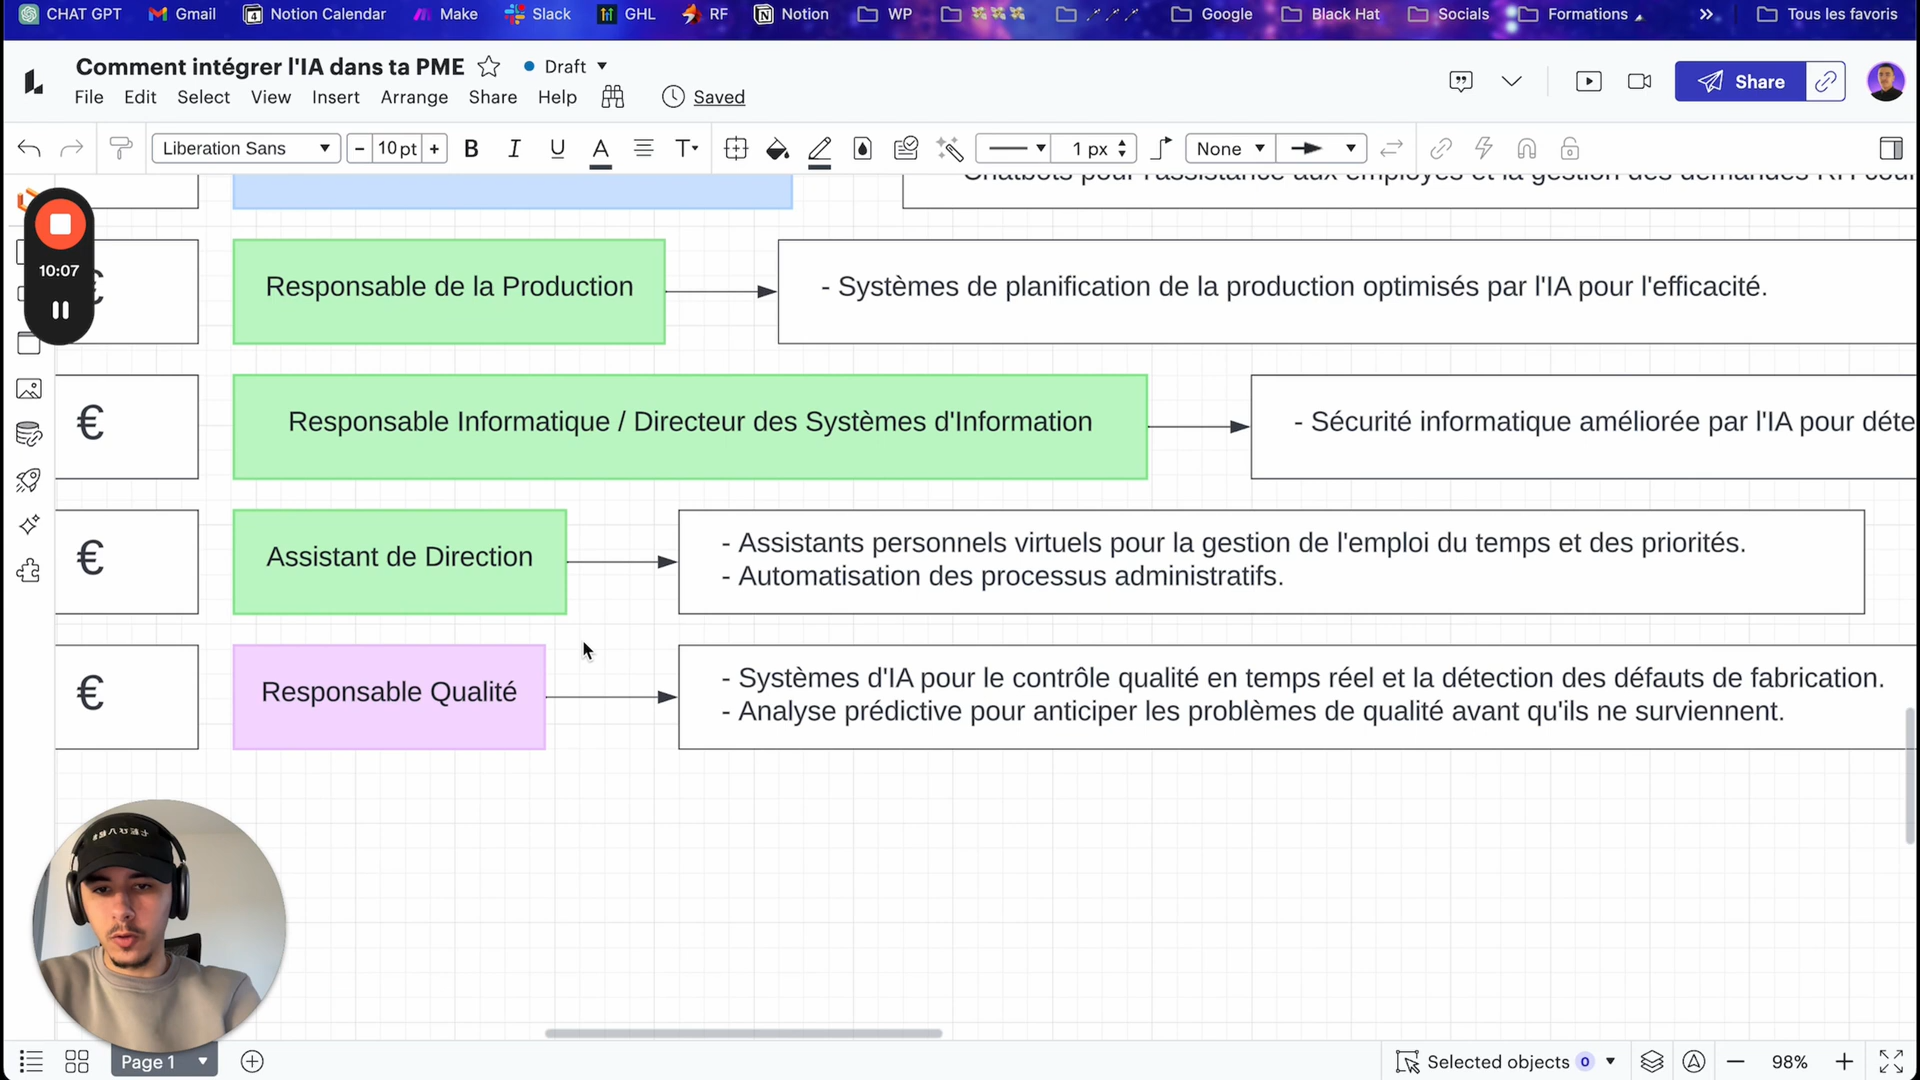 CHAT GPT Gmail Notion Calendar Make Slack GHL RF Notion WP Google Black Hat Socials Formations Tous les favoris
Comment intégrer l'IA dans ta PME Draft
File Edit Select View Insert Arrange Share Help Saved
Share
Liberation Sans - 10 pt + B I U A T 1 px None
10:07
€
Responsable de la Production
- Systèmes de planification de la production optimisés par l'IA pour l'efficacité.
€
Responsable Informatique / Directeur des Systèmes d'Information
- Sécurité informatique améliorée par l'IA pour déte
€
Assistant de Direction
- Assistants personnels virtuels pour la gestion de l'emploi du temps et des priorités.
- Automatisation des processus administratifs.
€
Responsable Qualité
- Systèmes d'IA pour le contrôle qualité en temps réel et la détection des défauts de fabrication.
- Analyse prédictive pour anticiper les problèmes de qualité avant qu'ils ne surviennent.
Page 1
Selected objects 0
98%